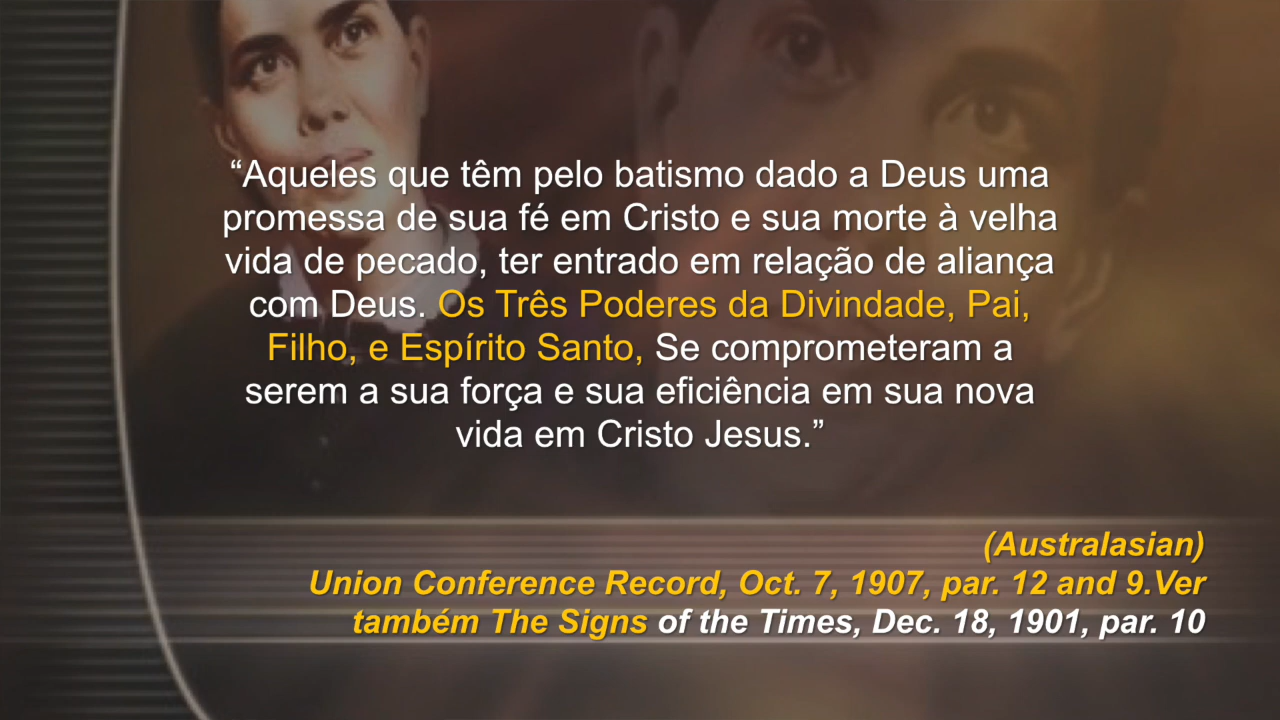 “Aqueles que têm pelo batismo dado a Deus uma
promessa de sua fé em Cristo e sua morte à velha
vida de pecado, ter entrado em relação de aliança
com Deus. Os Três Poderes da Divindade, Pai,
Filho, e Espírito Santo, Se comprometeram a
serem a sua força e sua eficiência em sua nova
vida em Cristo Jesus.”
(Australasian)
Union Conference Record, Oct. 7, 1907, par. 12 and 9.Ver
também The Signs of the Times, Dec. 18, 1901, par. 10